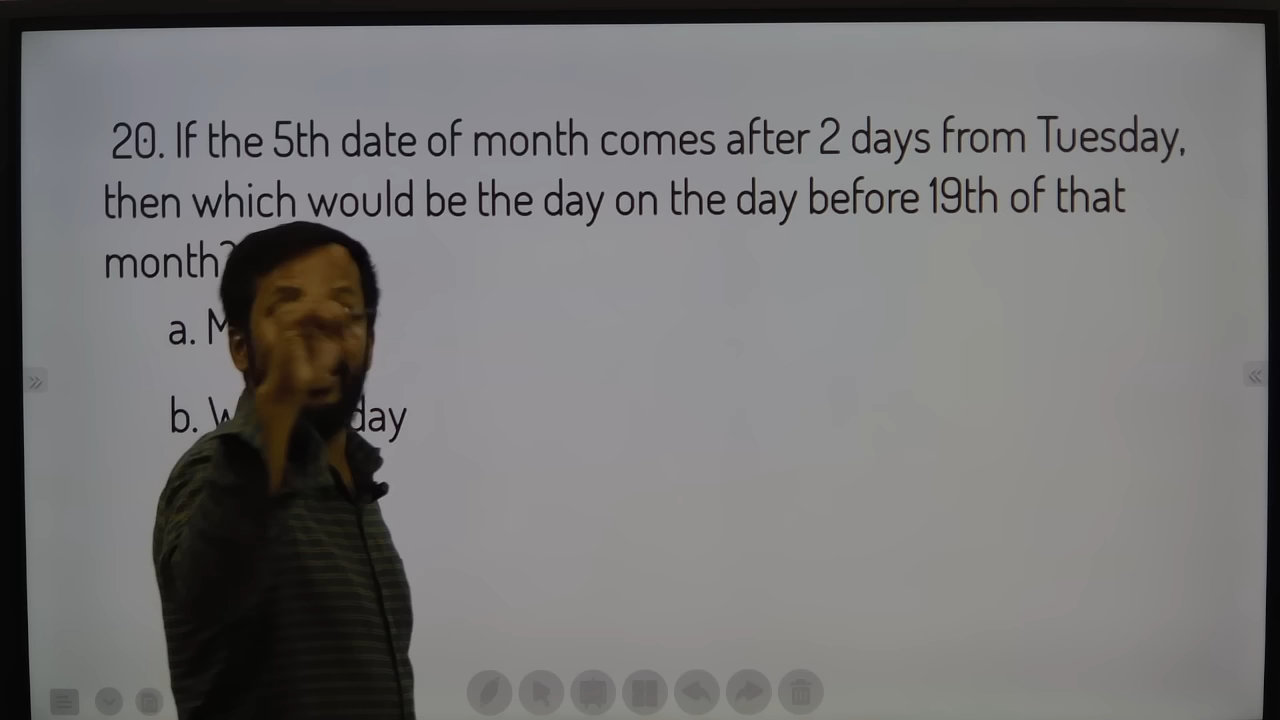 20. If the 5th date of month comes after 2 days from Tuesday,
then which would be the day on the day before 19th of that
month?
a.
b.